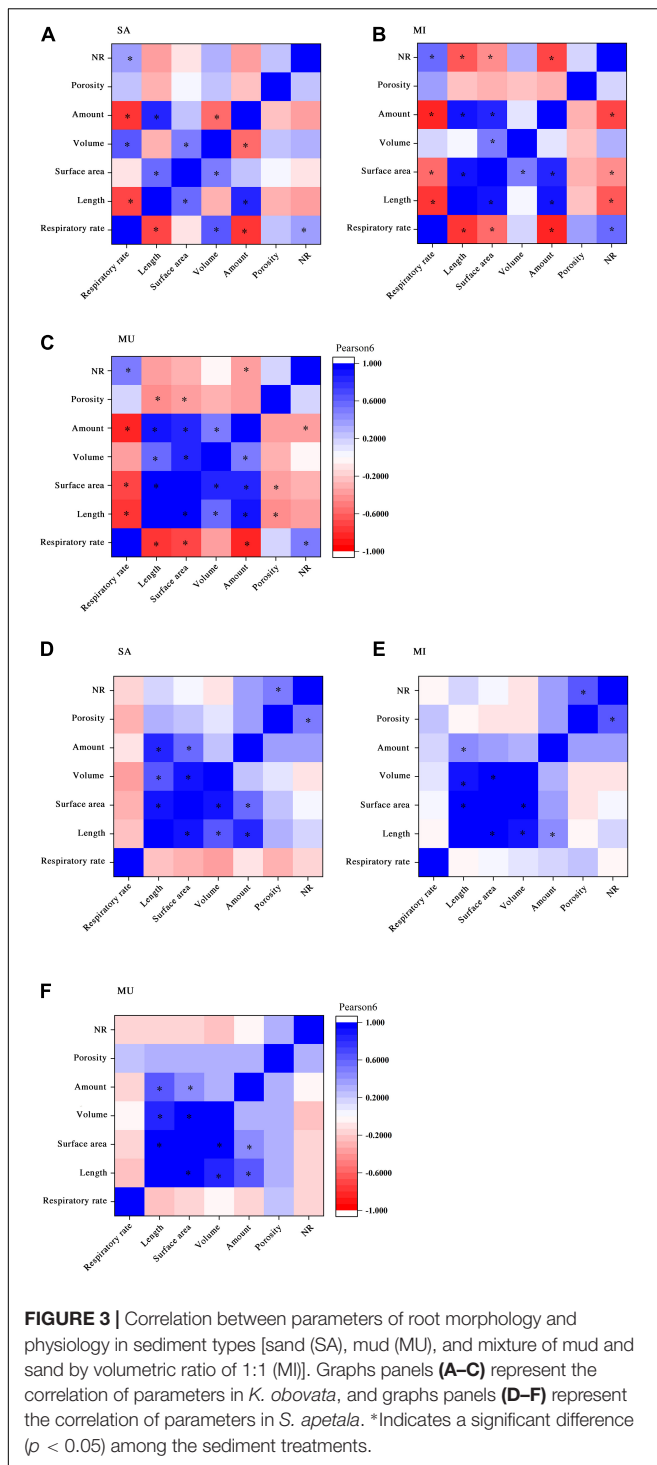 A SA
NR
Porosity
Amount
Volume
Surface area
Length
Respiratory rate
* * * * * * * * * * * * * * * *
Respiratory rate
Length
Surface area
Volume
Amount
Porosity
NR
B MI
NR
Porosity
Amount
Volume
Surface area
Length
Respiratory rate
Respiratory rate
Length
Surface area
Volume
Amount
Porosity
NR
C MU
NR
Porosity
Amount
Volume
Surface area
Length
Respiratory rate
Respiratory rate
Length
Surface area
Volume
Amount
Porosity
NR
Pearson6
1.000
0.6000
0.2000
-0.2000
-0.6000
-1.000
D SA
NR
Porosity
Amount
Volume
Surface area
Length
Respiratory rate
Respiratory rate
Length
Surface area
Volume
Amount
Porosity
NR
E MI
NR
Porosity
Amount
Volume
Surface area
Length
Respiratory rate
Respiratory rate
Length
Surface area
Volume
Amount
Porosity
NR
F MU
NR
Porosity
Amount
Volume
Surface area
Length
Respiratory rate
Respiratory rate
Length
Surface area
Volume
Amount
Porosity
NR
Pearson6
1.000
0.6000
0.2000
-0.2000
-0.6000
-1.000
FIGURE 3 | Correlation between parameters of root morphology and
physiology in sediment types [sand (SA), mud (MU), and mixture of mud and
sand by volumetric ratio of 1:1 (MI)]. Graphs panels (A–C) represent the
correlation of parameters in K. obovata, and graphs panels (D–F) represent
the correlation of parameters in S. apetala. *Indicates a significant difference
(p < 0.05) among the sediment treatments.